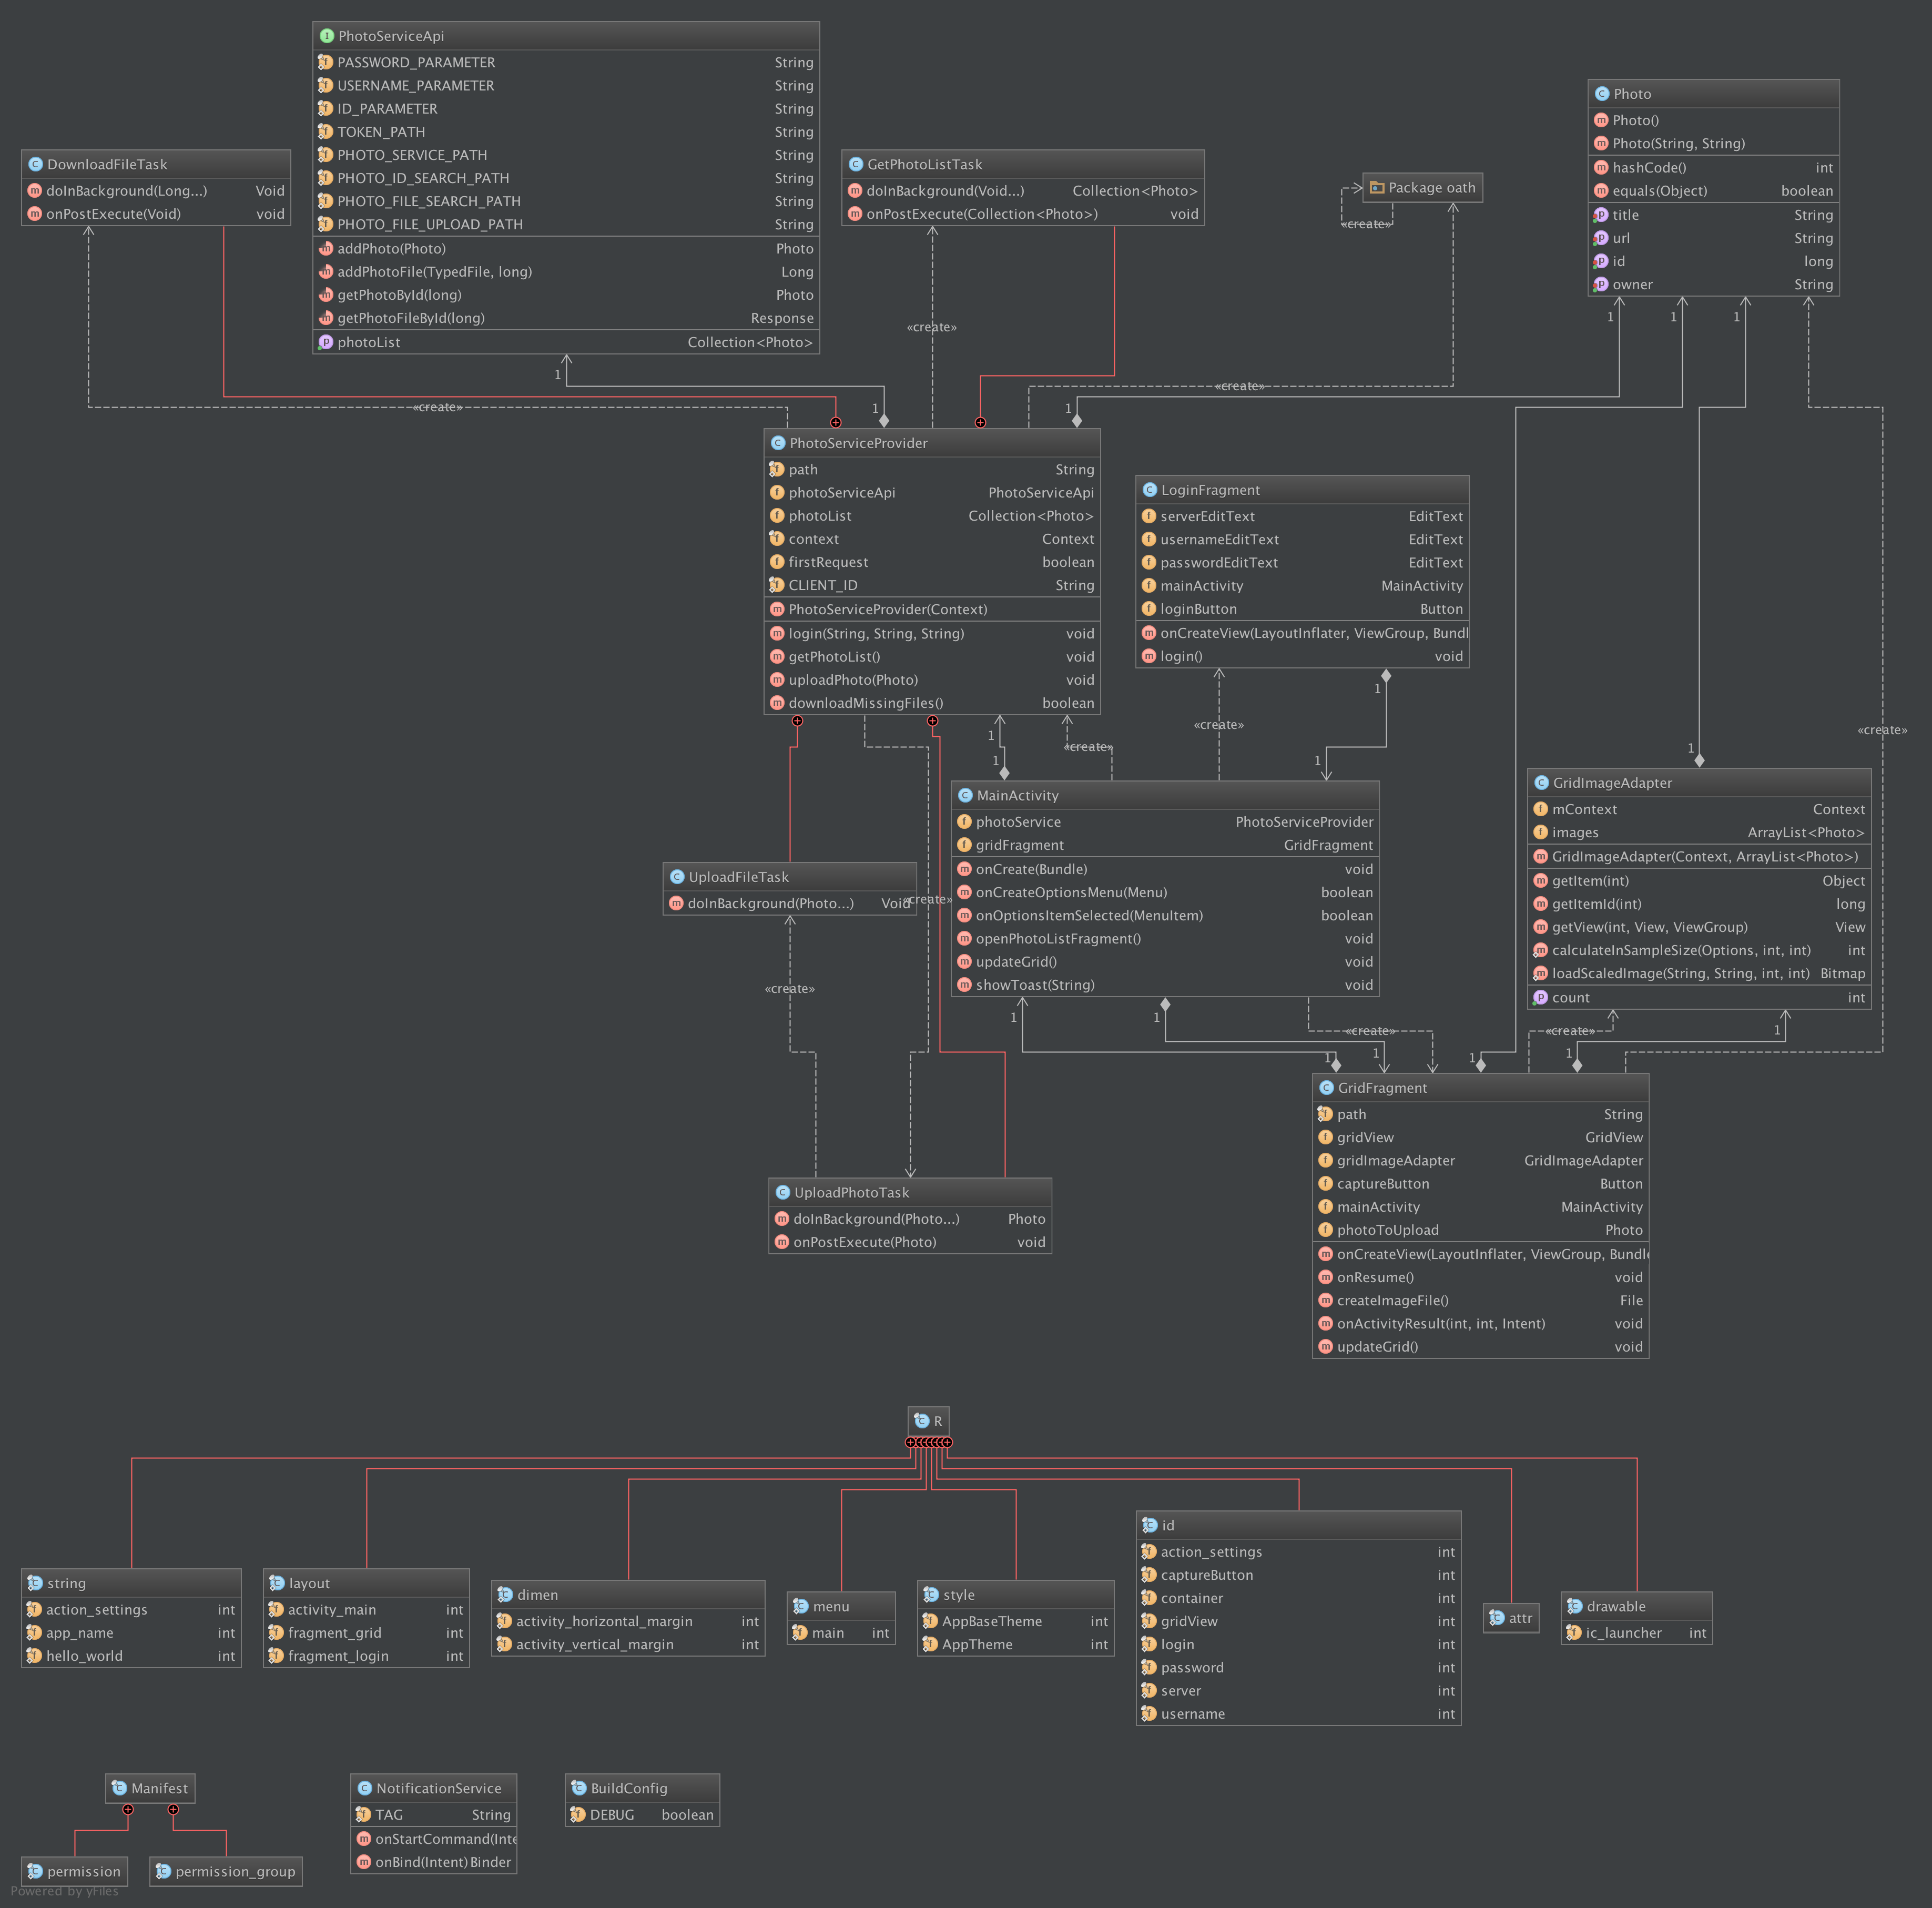 PhotoServiceApi
PASSWORD_PARAMETER String
USERNAME_PARAMETER String
ID_PARAMETER String
TOKEN_PATH String
PHOTO_SERVICE_PATH String
PHOTO_ID_SEARCH_PATH String
PHOTO_FILE_SEARCH_PATH String
PHOTO_FILE_UPLOAD_PATH String
addPhoto(Photo) Photo
addPhotoFile(TypedFile, long) Long
getPhotoById(long) Photo
getPhotoFileById(long) Response
photoList Collection<Photo>
Photo
Photo()
Photo(String, String)
hashCode() int
equals(Object) boolean
title String
url String
id long
owner String
DownloadFileTask
doInBackground(Long...) Void
onPostExecute(Void) void
GetPhotoListTask
doInBackground(Void...) Collection<Photo>
onPostExecute(Collection<Photo>) void
Package oath
«create»
1
1
1
«create»
1
«create»
«create»
1
1
PhotoServiceProvider
path String
photoServiceApi PhotoServiceApi
photoList Collection<Photo>
context Context
firstRequest boolean
CLIENT_ID String
PhotoServiceProvider(Context)
login(String, String, String) void
getPhotoList() void
uploadPhoto(Photo) void
downloadMissingFiles() boolean
LoginFragment
serverEditText EditText
usernameEditText EditText
passwordEditText EditText
mainActivity MainActivity
loginButton Button
onCreateView(LayoutInflater, ViewGroup, Bundl
login() void
1
«create»
«create»
1
1
«create»
1
1
MainActivity
photoService PhotoServiceProvider
gridFragment GridFragment
onCreate(Bundle) void
onCreateOptionsMenu(Menu) boolean
onOptionsItemSelected(MenuItem) boolean
openPhotoListFragment() void
updateGrid() void
showToast(String) void
GridImageAdapter
mContext Context
images ArrayList<Photo>
GridImageAdapter(Context, ArrayList<Photo>)
getItem(int) Object
getItemId(int) long
getView(int, View, ViewGroup) View
calculateInSampleSize(Options, int, int) int
loadScaledImage(String, String, int, int) Bitmap
count int
UploadFileTask
doInBackground(Photo...) Void
«create»
«create»
1
1
«create»
«create»
1
1
1
1
1
GridFragment
path String
gridView GridView
gridImageAdapter GridImageAdapter
captureButton Button
mainActivity MainActivity
photoToUpload Photo
onCreateView(LayoutInflater, ViewGroup, Bundle
onResume() void
createImageFile() File
onActivityResult(int, int, Intent) void
updateGrid() void
UploadPhotoTask
doInBackground(Photo...) Photo
onPostExecute(Photo) void
R
string
action_settings int
app_name int
hello_world int
layout
activity_main int
fragment_grid int
fragment_login int
dimen
activity_horizontal_margin int
activity_vertical_margin int
menu
main int
style
AppBaseTheme int
AppTheme int
id
action_settings int
captureButton int
container int
gridView int
login int
password int
server int
username int
attr
drawable
ic_launcher int
Manifest
permission
permission_group
NotificationService
TAG String
onStartCommand(Inte
onBind(Intent) Binder
BuildConfig
DEBUG boolean
Powered by yFiles